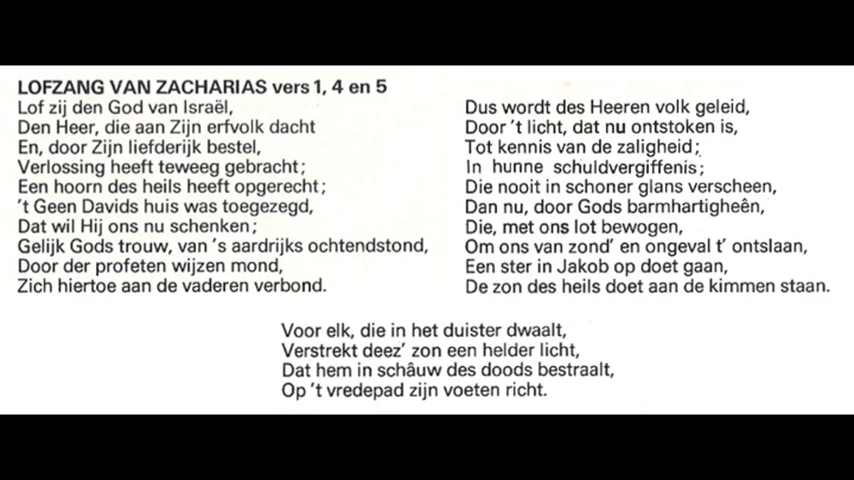 LOFZANG VAN ZACHARIAS vers 1, 4 en 5
Lof zij den God van Israël,
Den Heer, die aan Zijn erfvolk dacht
En, door Zijn liefderijk bestel,
Verlossing heeft teweeg gebracht;
Een hoorn des heils heeft opgerecht;
't Geen Davids huis was toegezegd,
Dat wil Hij ons nu schenken;
Gelijk Gods trouw, van 's aardrijks ochtendstond,
Door der profeten wijzen mond,
Zich hiertoe aan de vaderen verbond.
Dus wordt des Heeren volk geleid,
Door 't licht, dat nu ontstoken is,
Tot kennis van de zaligheid;
In hunne schuldvergiffenis;
Die nooit in schoner glans verscheen,
Dan nu, door Gods barmhartigheên,
Die, met ons lot bewogen,
Om ons van zond' en ongeval t' ontslaan,
Een ster in Jakob op doet gaan,
De zon des heils doet aan de kimmen staan.
Voor elk, die in het duister dwaalt,
Verstrekt deez' zon een helder licht,
Dat hem in schâuw des doods bestraalt,
Op 't vredepad zijn voeten richt.